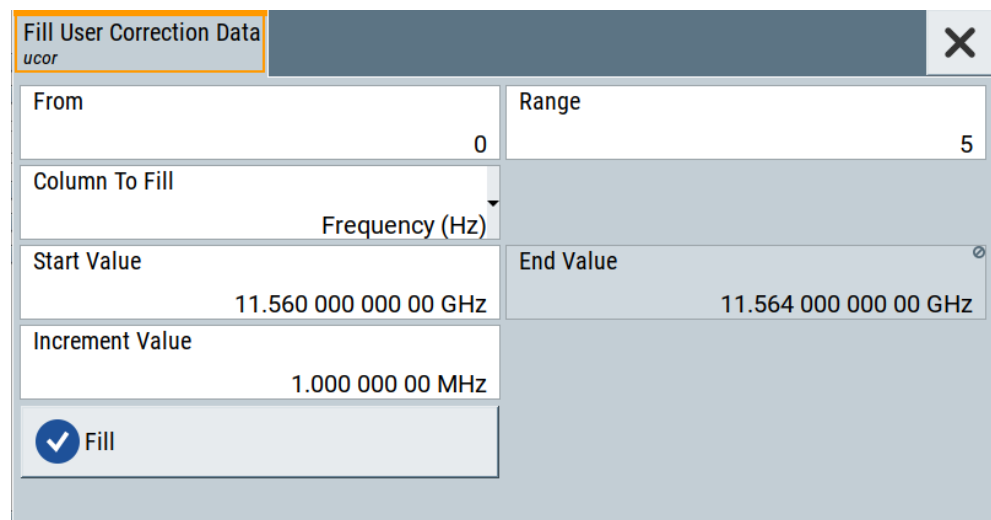 Fill User Correction Data
ucor
From
0
Range
5
Column To Fill
Frequency (Hz)
Start Value
11.560 000 000 00 GHz
End Value
11.564 000 000 00 GHz
Increment Value
1.000 000 00 MHz
Fill